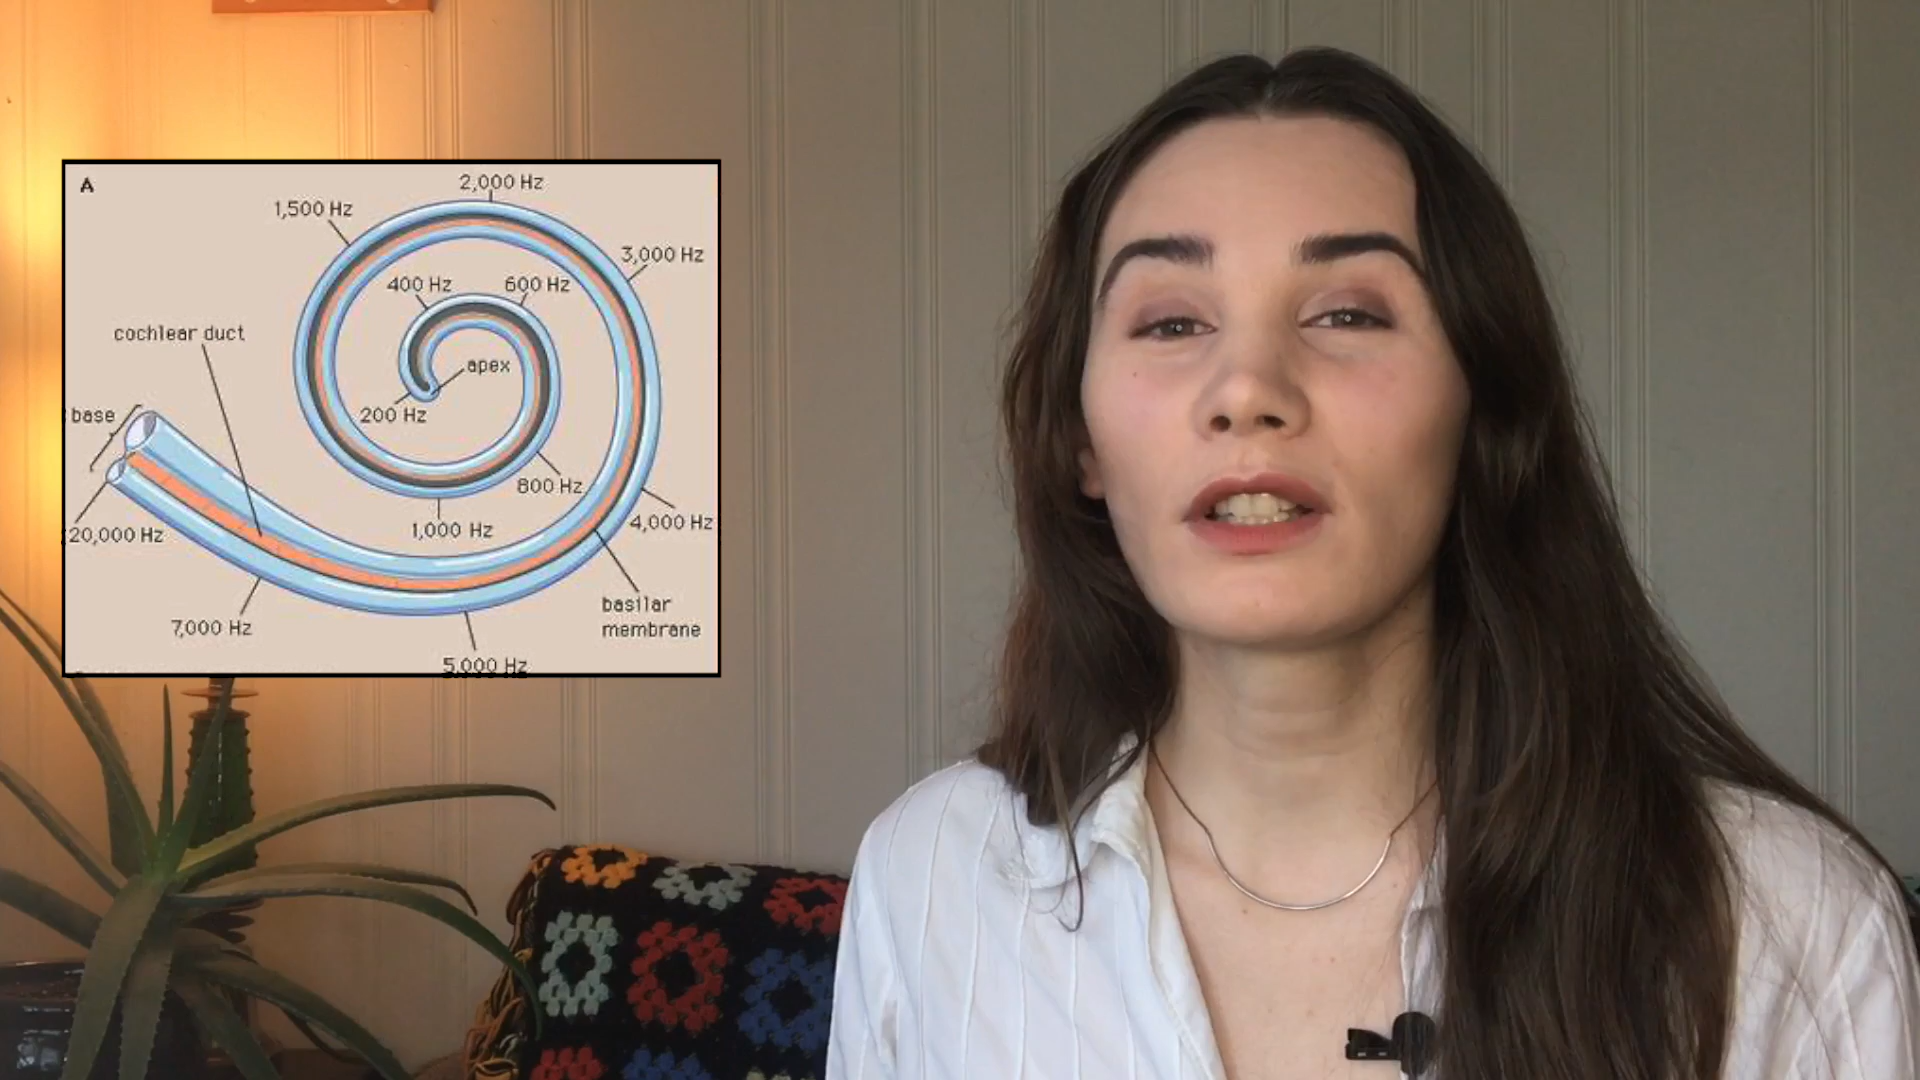 A
2,000 Hz
1,500 Hz
3,000 Hz
400 Hz
600 Hz
cochlear duct
apex
base
200 Hz
800 Hz
4,000 Hz
1,000 Hz
20,000 Hz
basilar
membrane
7,000 Hz
5,000 Hz